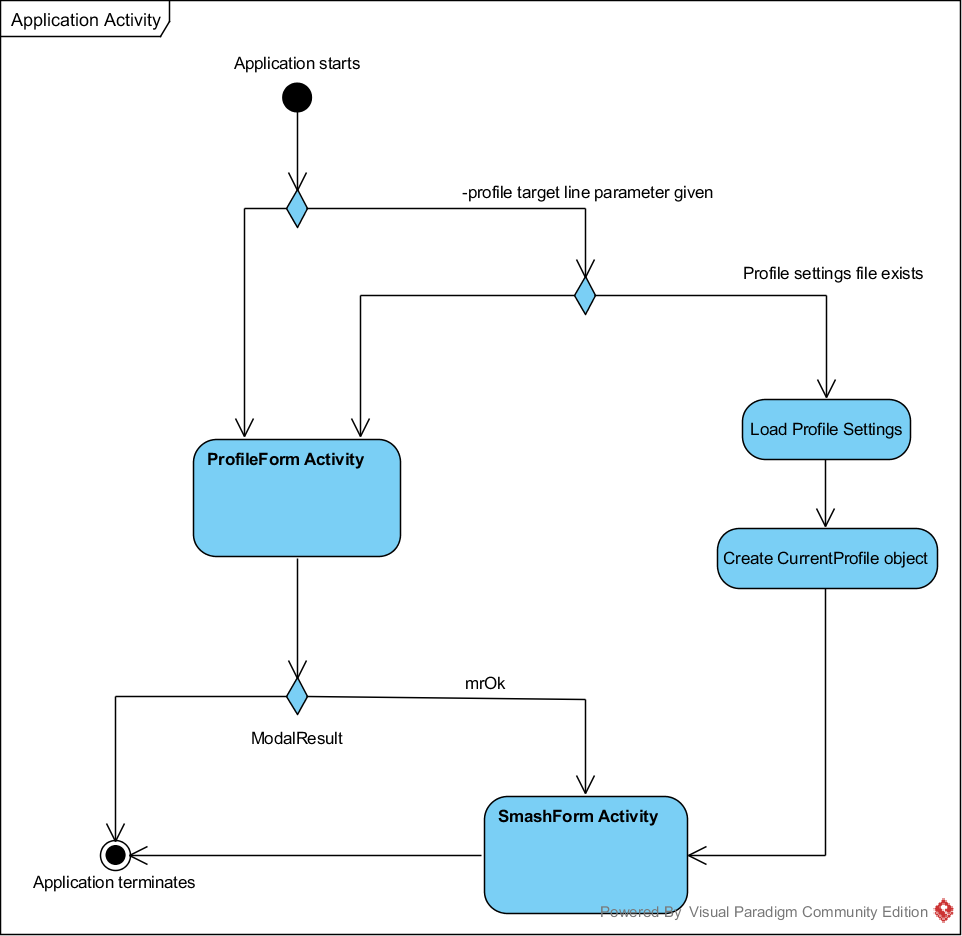 Application Activity
Application starts
-profile target line parameter given
Profile settings file exists
Load Profile Settings
ProfileForm Activity
Create CurrentProfile object
mrOk
ModalResult
SmashForm Activity
Application terminates
Powered By Visual Paradigm Community Edition